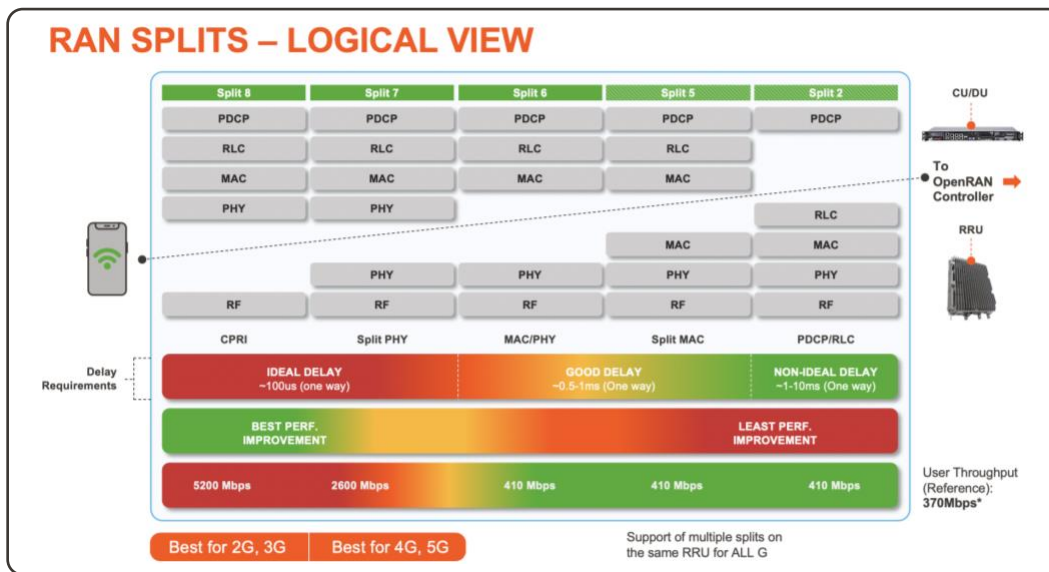 RAN SPLITS – LOGICAL VIEW
Split 8 Split 7 Split 6 Split 5 Split 2
PDCP PDCP PDCP PDCP PDCP
RLC RLC RLC RLC
MAC MAC MAC MAC
PHY PHY
RLC
MAC MAC
PHY PHY PHY PHY
RF RF RF RF RF
CPRI Split PHY MAC/PHY Split MAC PDCP/RLC
CU/DU
To
OpenRAN
Controller
RRU
Delay
Requirements
IDEAL DELAY
~100us (one way)
GOOD DELAY
~0.5-1ms (One way)
NON-IDEAL DELAY
~1-10ms (One way)
BEST PERF.
IMPROVEMENT
LEAST PERF.
IMPROVEMENT
5200 Mbps 2600 Mbps 410 Mbps 410 Mbps 410 Mbps
User Throughput
(Reference):
370Mbps*
Best for 2G, 3G Best for 4G, 5G
Support of multiple splits on
the same RRU for ALL G